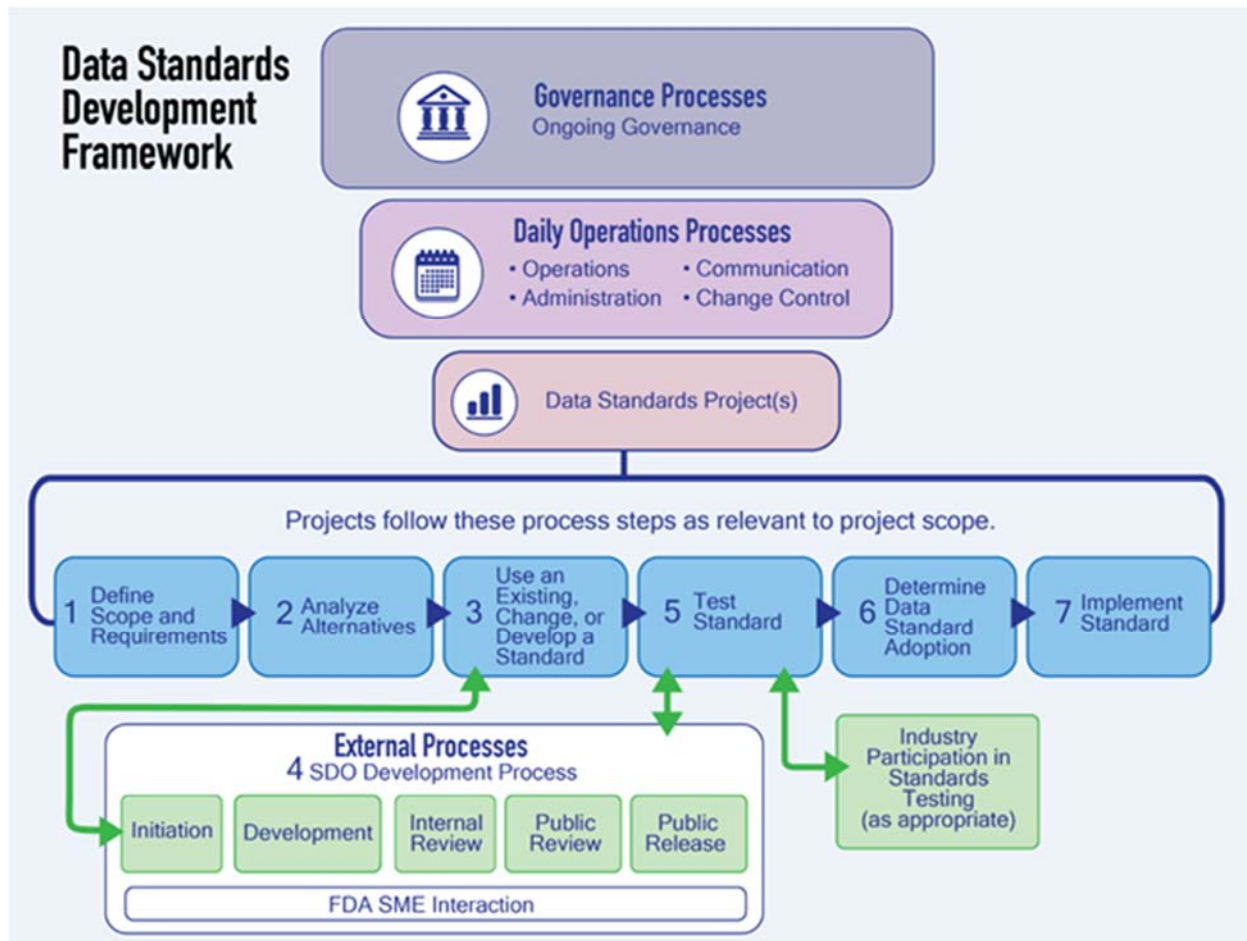 Data Standards
Development
Framework
Governance Processes
Ongoing Governance
Daily Operations Processes
• Operations
• Communication
• Administration
• Change Control
Data Standards Project(s)
Projects follow these process steps as relevant to project scope.
1 Define
Scope and
Requirements
2 Analyze
Alternatives
3 Use an
Existing,
Change, or
Develop a
Standard
5 Test
Standard
6 Determine
Data
Standard
Adoption
7 Implement
Standard
External Processes
4 SDO Development Process
Initiation
Development
Internal
Review
Public
Review
Public
Release
FDA SME Interaction
Industry
Participation in
Standards
Testing
(as appropriate)